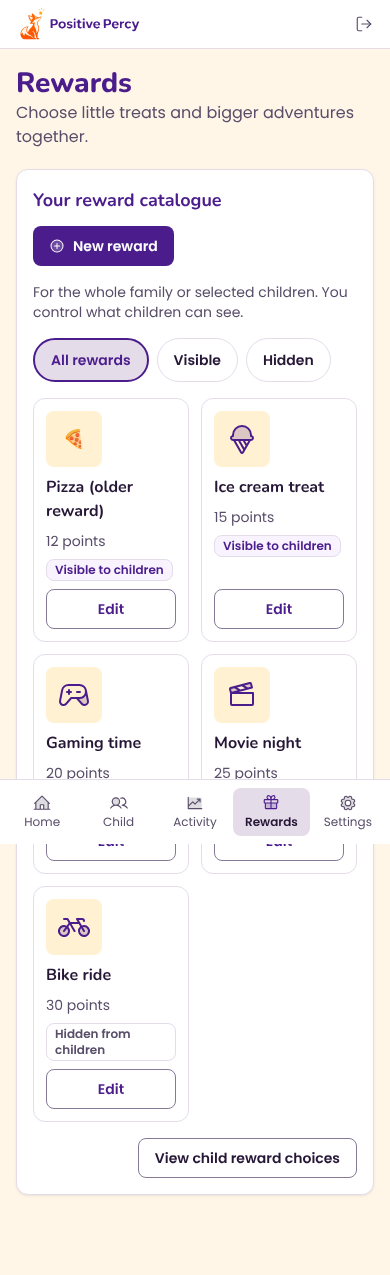 Positive Percy
Rewards
Choose little treats and bigger adventures
together.
Your reward catalogue
New reward
For the whole family or selected children. You
control what children can see.
All rewards
Visible
Hidden
Pizza (older
reward)
12 points
Visible to children
Edit
Ice cream treat
15 points
Visible to children
Edit
Gaming time
20 points
Movie night
25 points
Home
Child
Activity
Rewards
Settings
Bike ride
30 points
Hidden from
children
Edit
View child reward choices